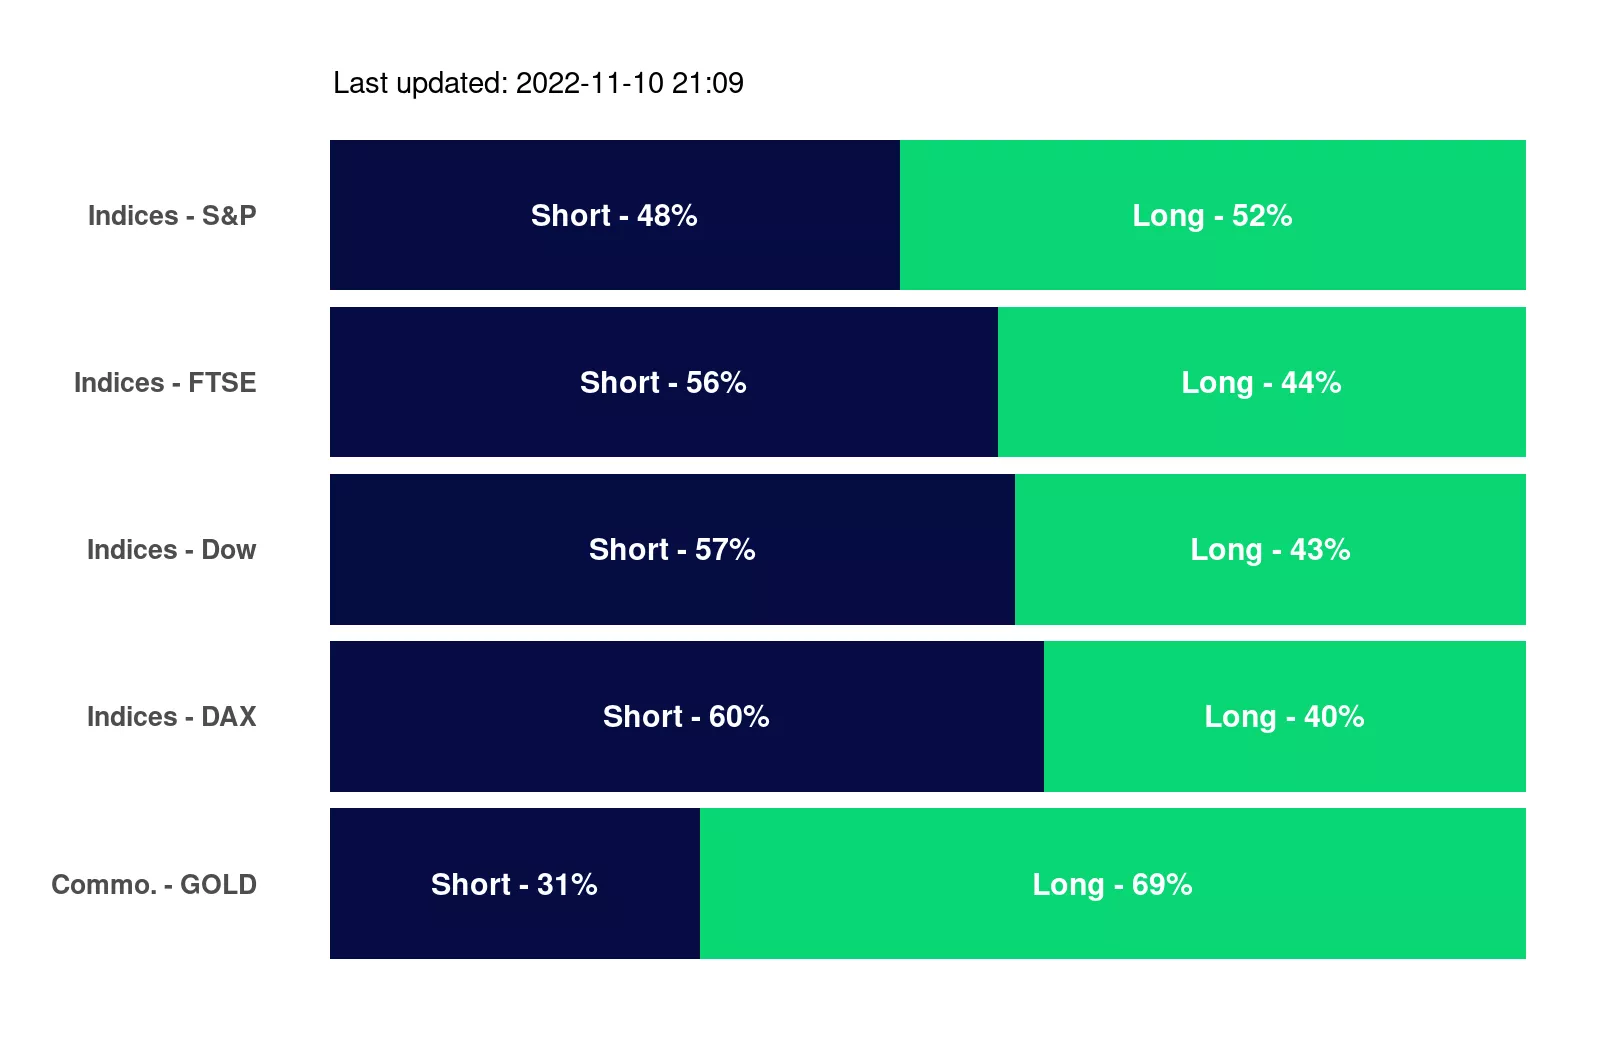 Last updated: 2022-11-10 21:09
Indices - S&P Short - 48% Long - 52%
Indices - FTSE Short - 56% Long - 44%
Indices - Dow Short - 57% Long - 43%
Indices - DAX Short - 60% Long - 40%
Commo. - GOLD Short - 31% Long - 69%